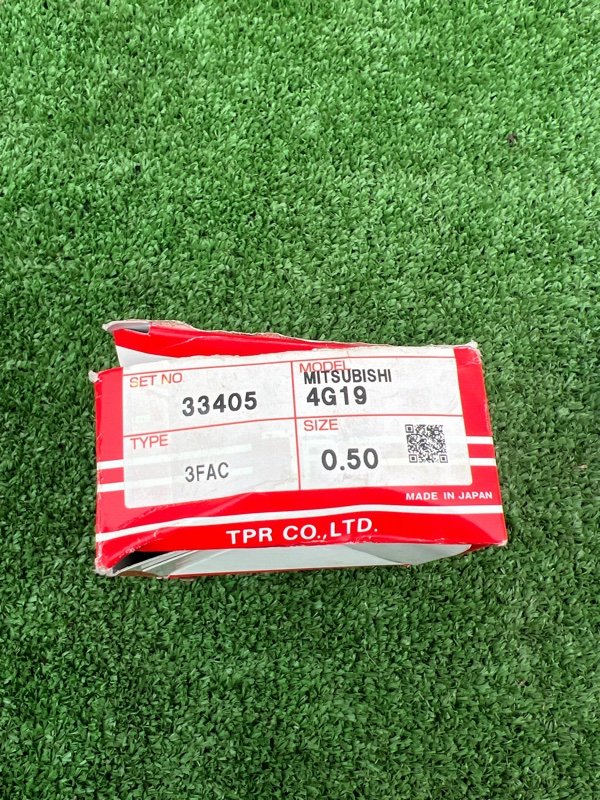 SET NO
33405
MODEL
MITSUBISHI
4G19
TYPE
3FAC
SIZE
0.50
MADE IN JAPAN
TPR CO.,LTD.